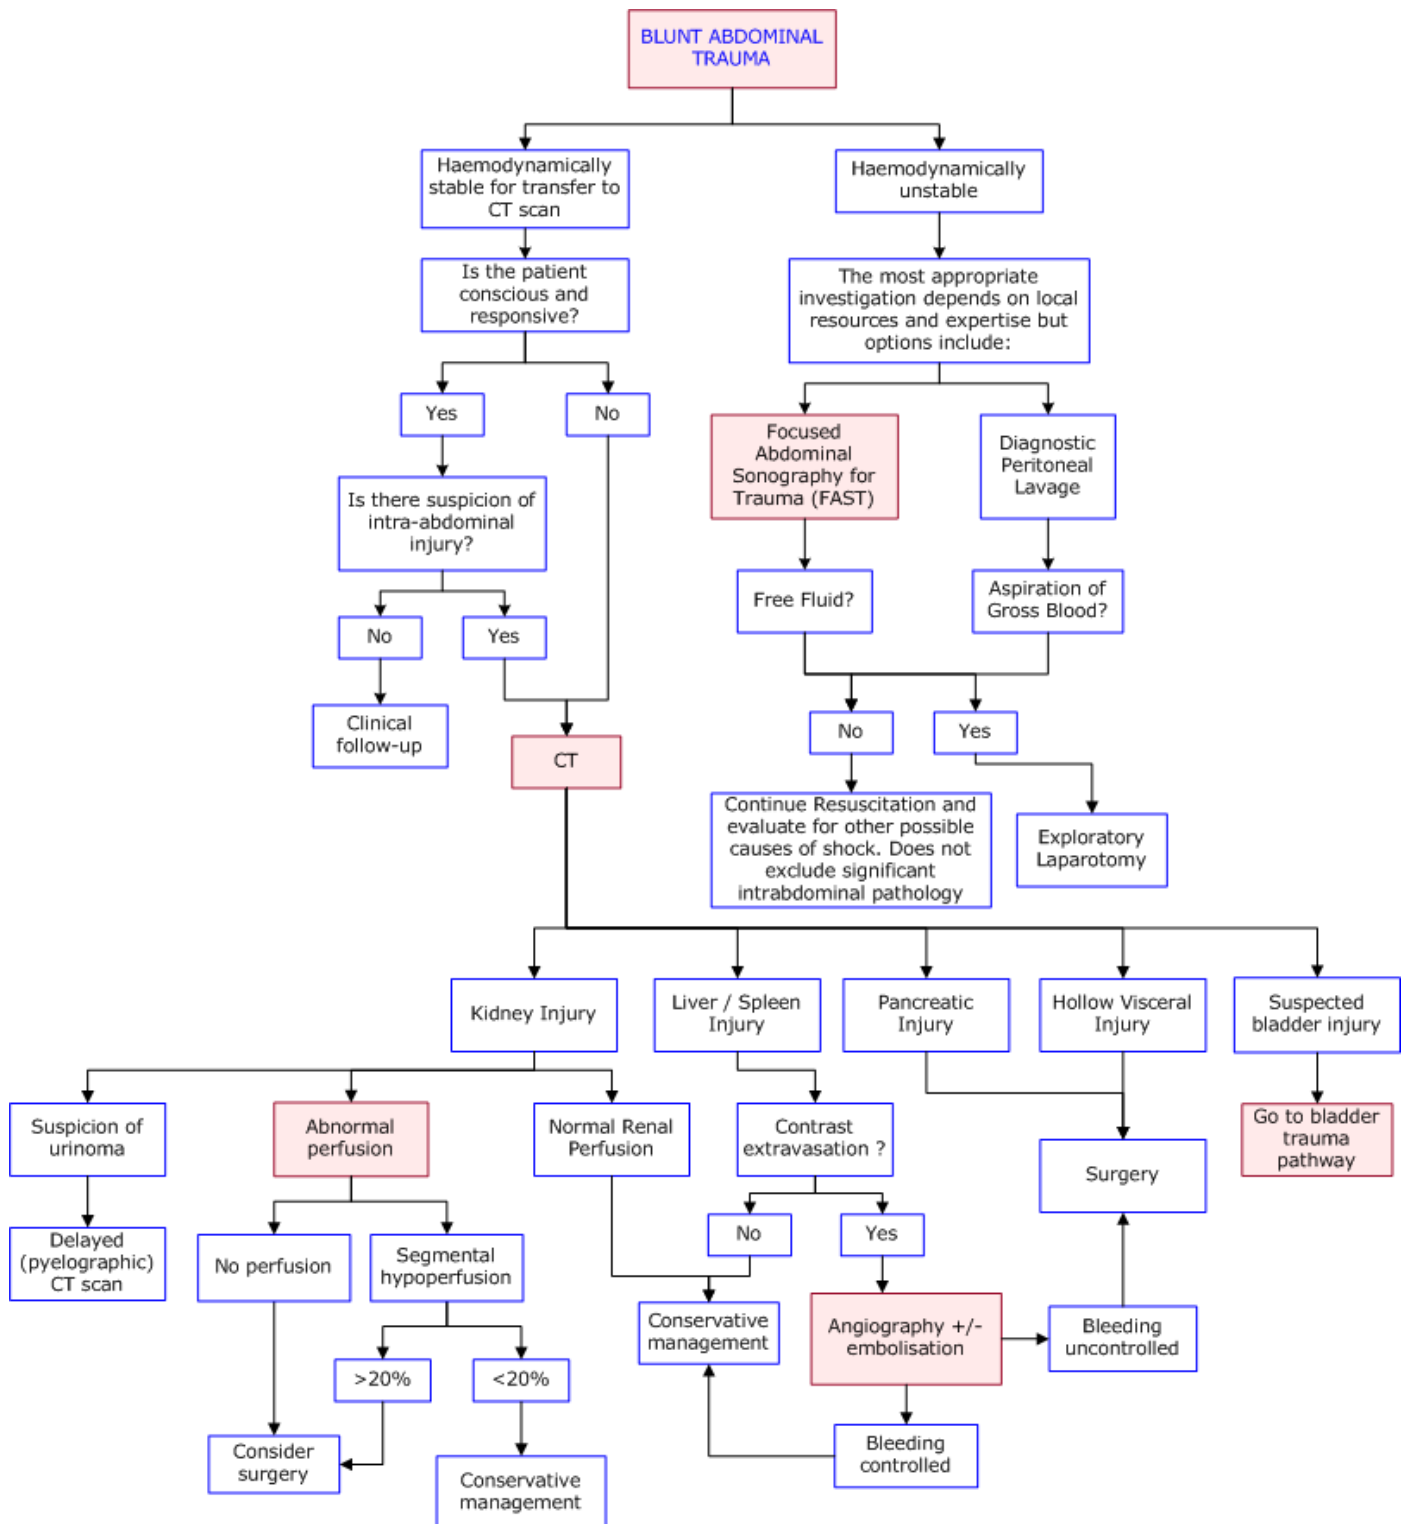 BLUNT ABDOMINAL
TRAUMA
Haemodynamically
stable for transfer to
CT scan
Haemodynamically
unstable
Is the patient
conscious and
responsive?
The most appropriate
investigation depends on local
resources and expertise but
options include:
Yes
No
Focused
Abdominal
Sonography for
Trauma (FAST)
Diagnostic
Peritoneal
Lavage
Is there suspicion of
intra-abdominal
injury?
Free Fluid?
Aspiration of
Gross Blood?
No
Yes
Clinical
follow-up
CT
No
Yes
Continue Resuscitation and
evaluate for other possible
causes of shock. Does not
exclude significant
intrabdominal pathology
Exploratory
Laparotomy
Kidney Injury
Liver / Spleen
Injury
Pancreatic
Injury
Hollow Visceral
Injury
Suspected
bladder injury
Suspicion of
urinoma
Abnormal
perfusion
Normal Renal
Perfusion
Contrast
extravasation ?
Surgery
Go to bladder
trauma
pathway
Delayed
(pyelographic)
CT scan
No perfusion
Segmental
hypoperfusion
No
Yes
Conservative
management
Angiography +/-
embolisation
Bleeding
uncontrolled
>20%
<20%
Consider
surgery
Conservative
management
Bleeding
controlled